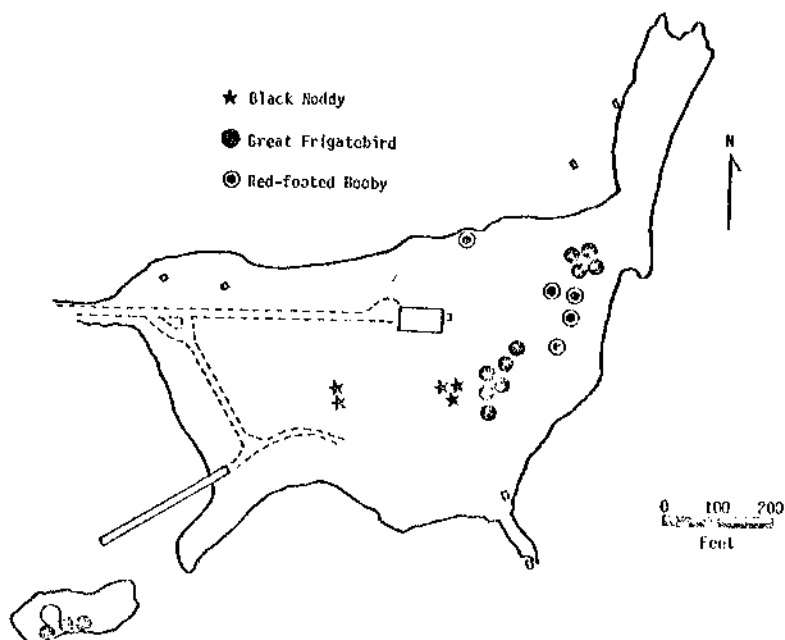 Black Noddy
Great Frigatebird
Red-footed Booby
N
0 100 200
Feet